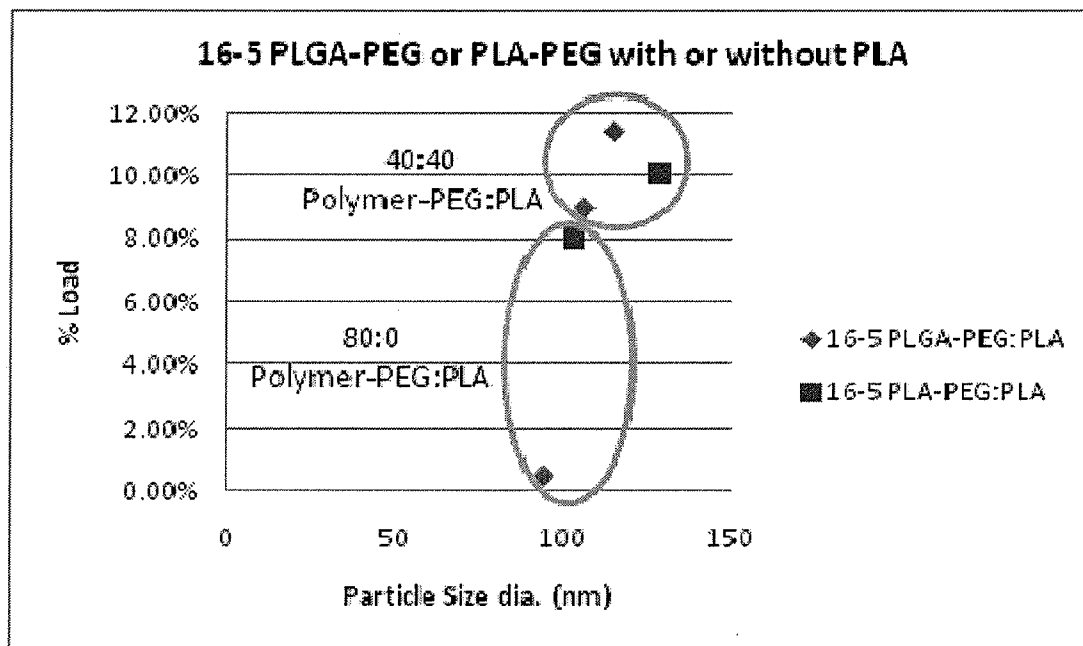 16-5 PLGA-PEG or PLA-PEG with or without PLA
12.00%
10.00%
8.00%
6.00%
4.00%
2.00%
0.00%
% Load
40:40
Polymer-PEG:PLA
80:0
Polymer-PEG:PLA
16-5 PLGA-PEG:PLA
16-5 PLA-PEG:PLA
0
50
100
150
Particle Size dia. (nm)